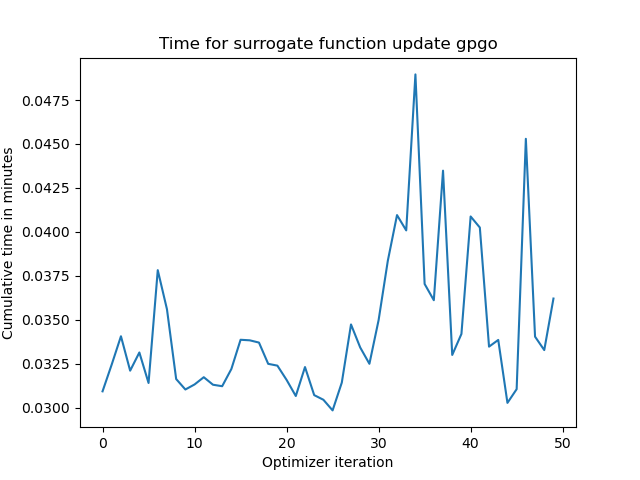 Time for surrogate function update gpgo
Cumulative time in minutes
0.0475
0.0450
0.0425
0.0400
0.0375
0.0350
0.0325
0.0300
0 10 20 30 40 50
Optimizer iteration